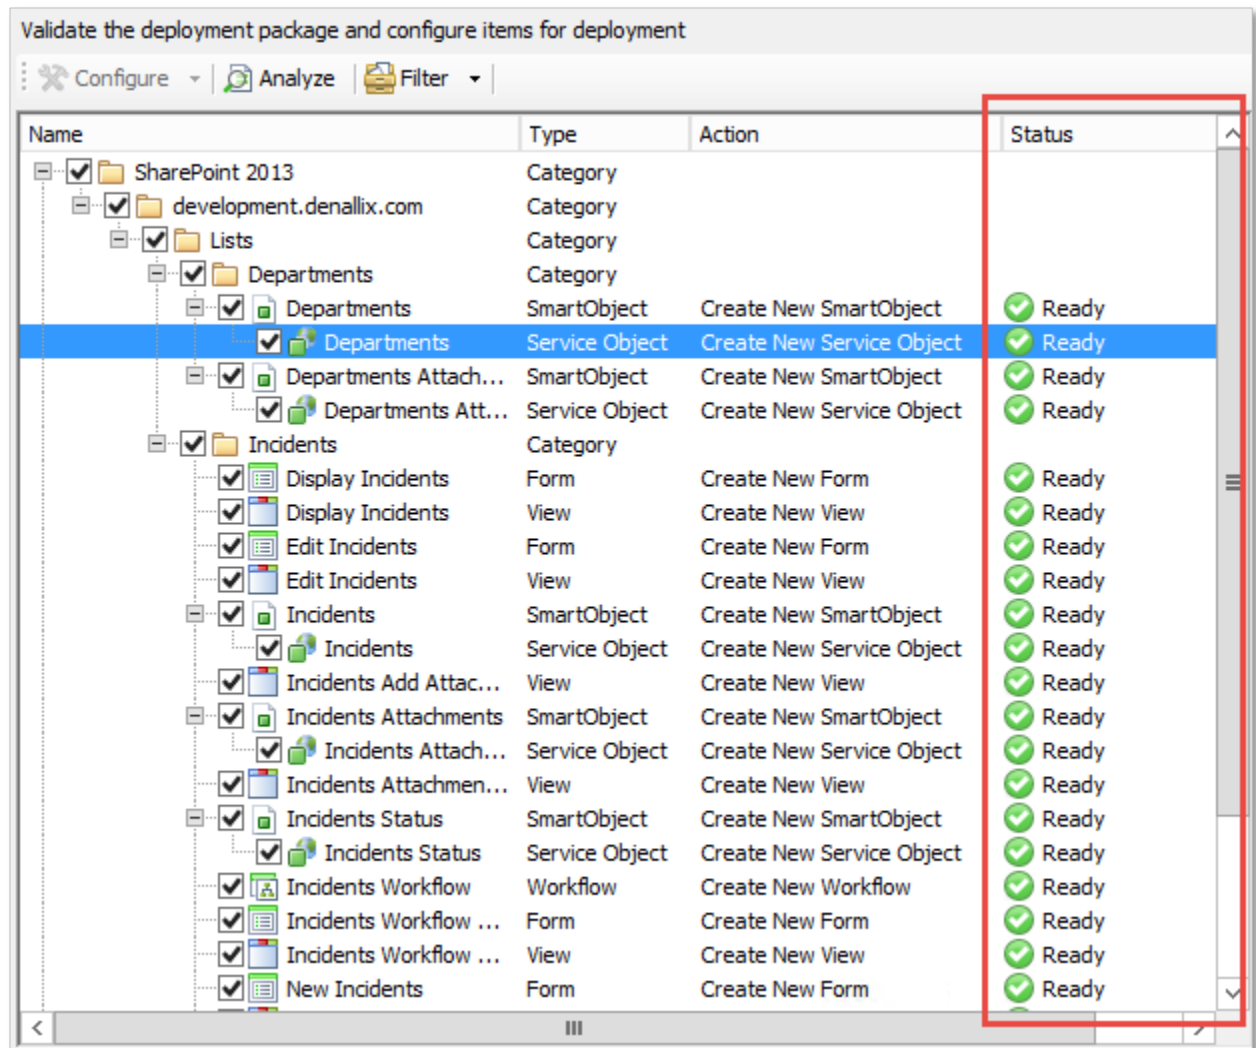 Validate the deployment package and configure items for deployment
Configure Analyze Filter
Name Type Action Status
SharePoint 2013 Category
development.denallix.com Category
Lists Category
Departments Category
Departments SmartObject Create New SmartObject Ready
Departments Service Object Create New Service Object Ready
Departments Attach... SmartObject Create New SmartObject Ready
Departments Att... Service Object Create New Service Object Ready
Incidents Category
Display Incidents Form Create New Form Ready
Display Incidents View Create New View Ready
Edit Incidents Form Create New Form Ready
Edit Incidents View Create New View Ready
Incidents SmartObject Create New SmartObject Ready
Incidents Service Object Create New Service Object Ready
Incidents Add Attac... View Create New View Ready
Incidents Attachments SmartObject Create New SmartObject Ready
Incidents Attach... Service Object Create New Service Object Ready
Incidents Attachmen... View Create New View Ready
Incidents Status SmartObject Create New SmartObject Ready
Incidents Status Service Object Create New Service Object Ready
Incidents Workflow Workflow Create New Workflow Ready
Incidents Workflow ... Form Create New Form Ready
Incidents Workflow ... View Create New View Ready
New Incidents Form Create New Form Ready